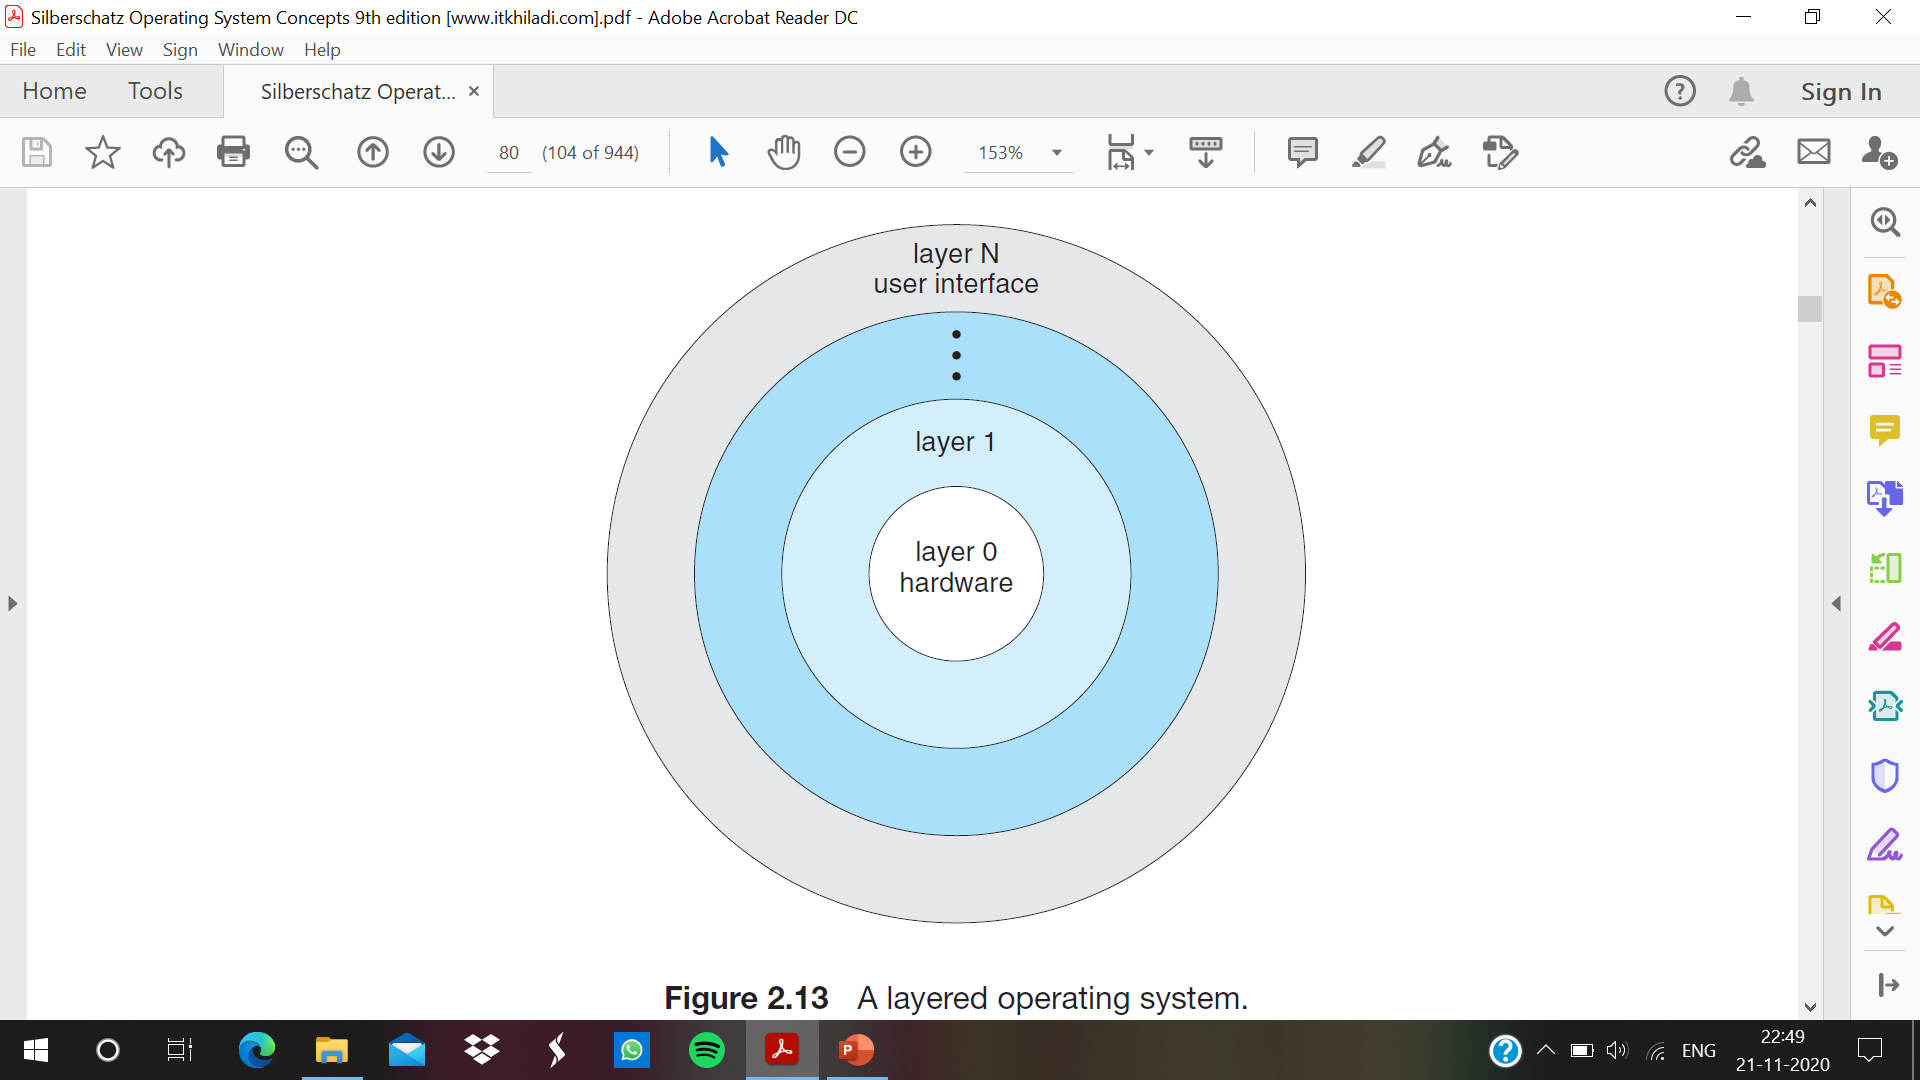 Silberschatz Operating System Concepts 9th edition [www.itkhiladi.com].pdf - Adobe Acrobat Reader DC
File Edit View Sign Window Help
Home Tools Silberschatz Operat... × Sign In
80 (104 of 944) 153%
layer N
user interface
layer 1
layer 0
hardware
Figure 2.13 A layered operating system.
22:49
ENG
21-11-2020